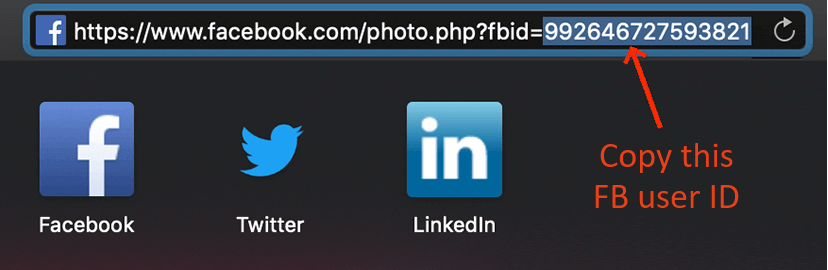 https://www.facebook.com/photo.php?fbid=992646727593821
Facebook
Twitter
LinkedIn
Copy this
FB user ID